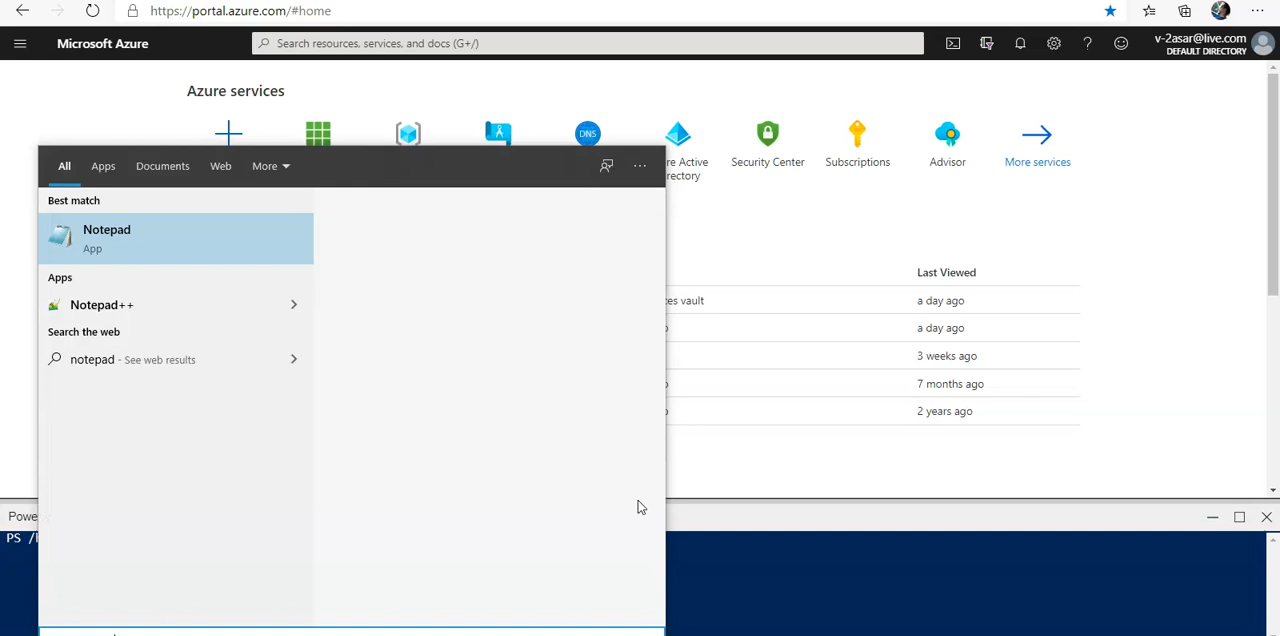 https://portal.azure.com/#home
Microsoft Azure
Search resources, services, and docs (G+/)
v-2asar@live.com
DEFAULT DIRECTORY
Azure services
DNS
re Active
rectory
Security Center
Subscriptions
Advisor
More services
All
Apps
Documents
Web
More
Best match
Notepad
App
Apps
Notepad++
Search the web
notepad - See web results
Last Viewed
es vault
a day ago
a day ago
3 weeks ago
7 months ago
2 years ago
Powe
PS /